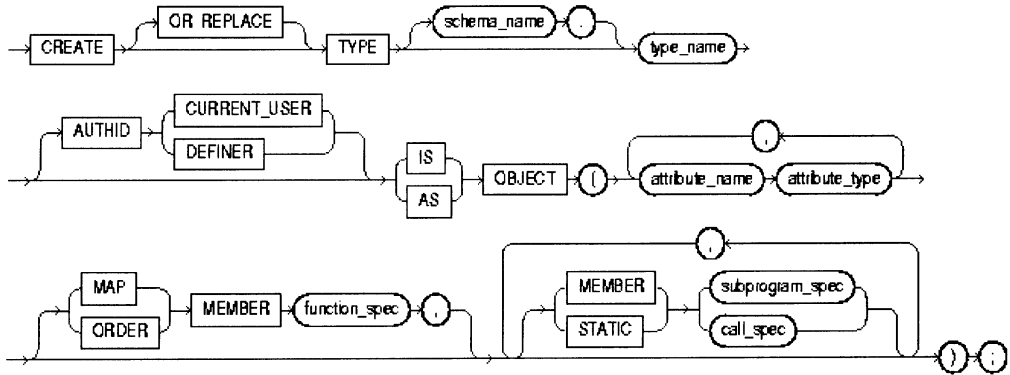 OR REPLACE schema_name .
CREATE TYPE type_name
CURRENT_USER
AUTHID
DEFINER
IS
AS
OBJECT ( attribute_name attribute_type
,
MAP
ORDER
MEMBER function_spec ,
,
MEMBER subprogram_spec
STATIC call_spec
) ;